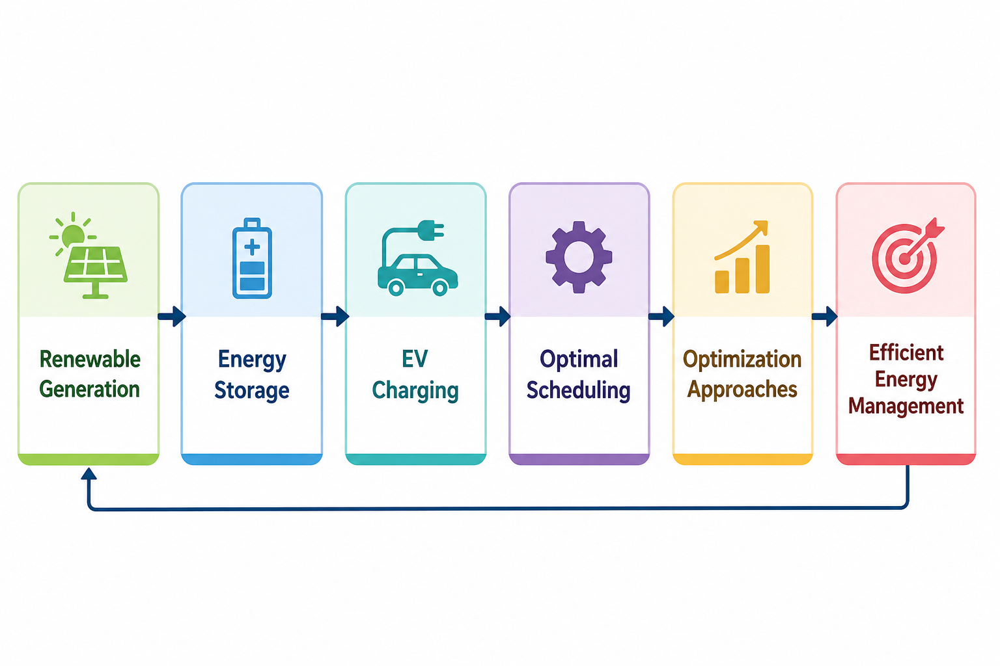 Renewable
Generation
Energy
Storage
EV
Charging
Optimal
Scheduling
Optimization
Approaches
Efficient
Energy
Management